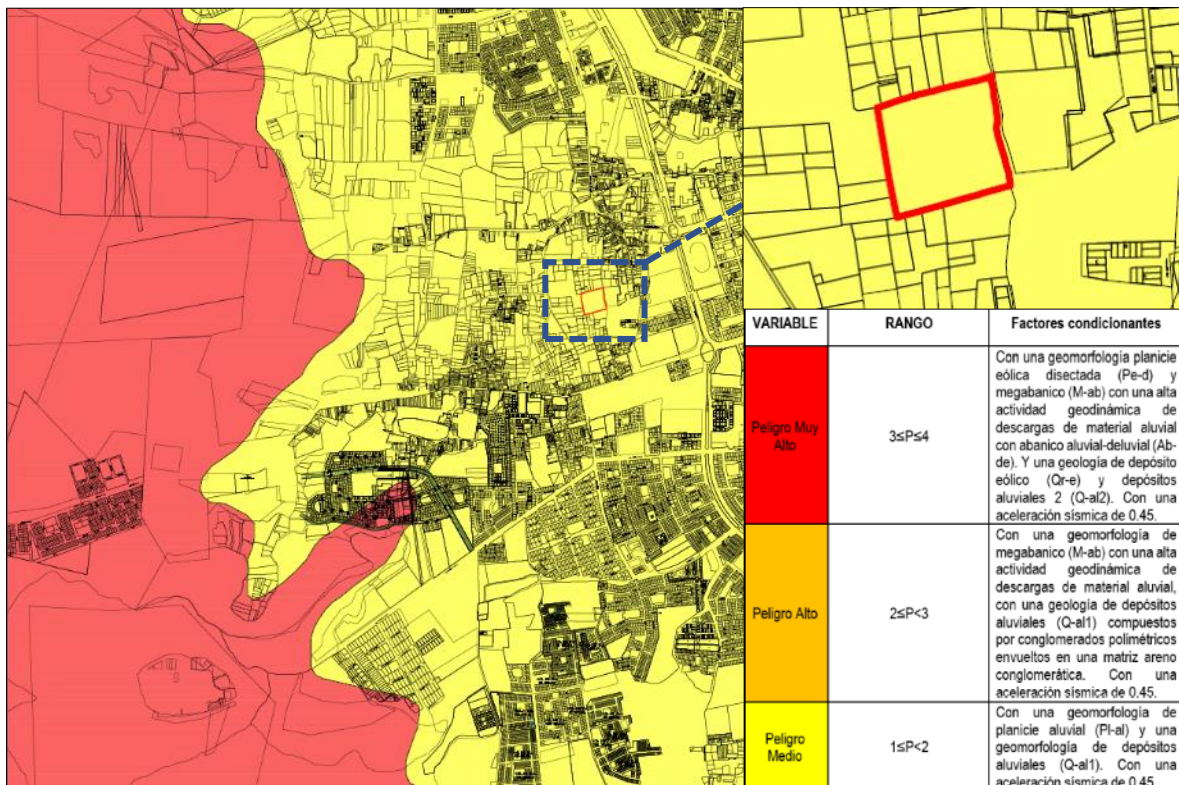 VARIABLE
RANGO
Factores condicionantes
Peligro Muy
Alto
3≤P≤4
Con una geomorfología planicie
eólica disectada (Pe-d) y
megabanico (M-ab) con una alta
actividad geodinámica de
descargas de material aluvial
con abanico aluvial-deluvial (Ab-
de). Y una geología de depósito
eólico (Qr-e) y depósitos
aluviales 2 (Q-al2). Con una
aceleración sísmica de 0.45.
Peligro Alto
2≤P<3
Con una geomorfología de
megabanico (M-ab) con una alta
actividad geodinámica de
descargas de material aluvial,
con una geología de depósitos
aluviales (Q-al1) compuestos
por conglomerados polimétricos
envueltos en una matriz areno
conglomerática. Con una
aceleración sísmica de 0.45.
Peligro
Medio
1≤P<2
Con una geomorfología de
planicie aluvial (Pl-al) y una
geomorfología de depósitos
aluviales (Q-al1). Con una
aceleración sísmica de 0.45